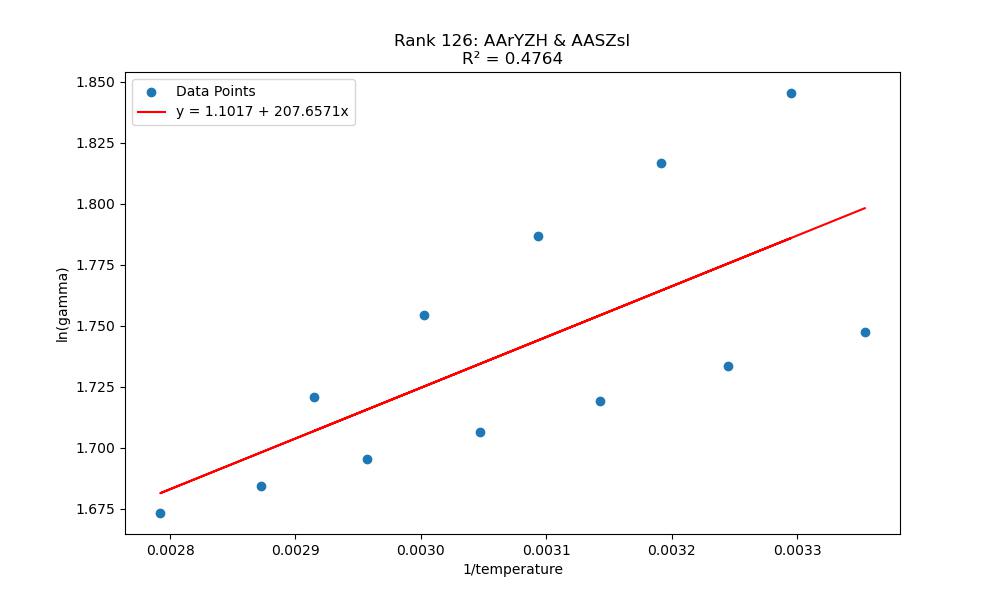 Rank 126: AArYZH & AASZsI
R² = 0.4764
Data Points
y = 1.1017 + 207.6571x
1.850
1.825
1.800
1.775
1.750
1.725
1.700
1.675
ln(gamma)
0.0028 0.0029 0.0030 0.0031 0.0032 0.0033
1/temperature